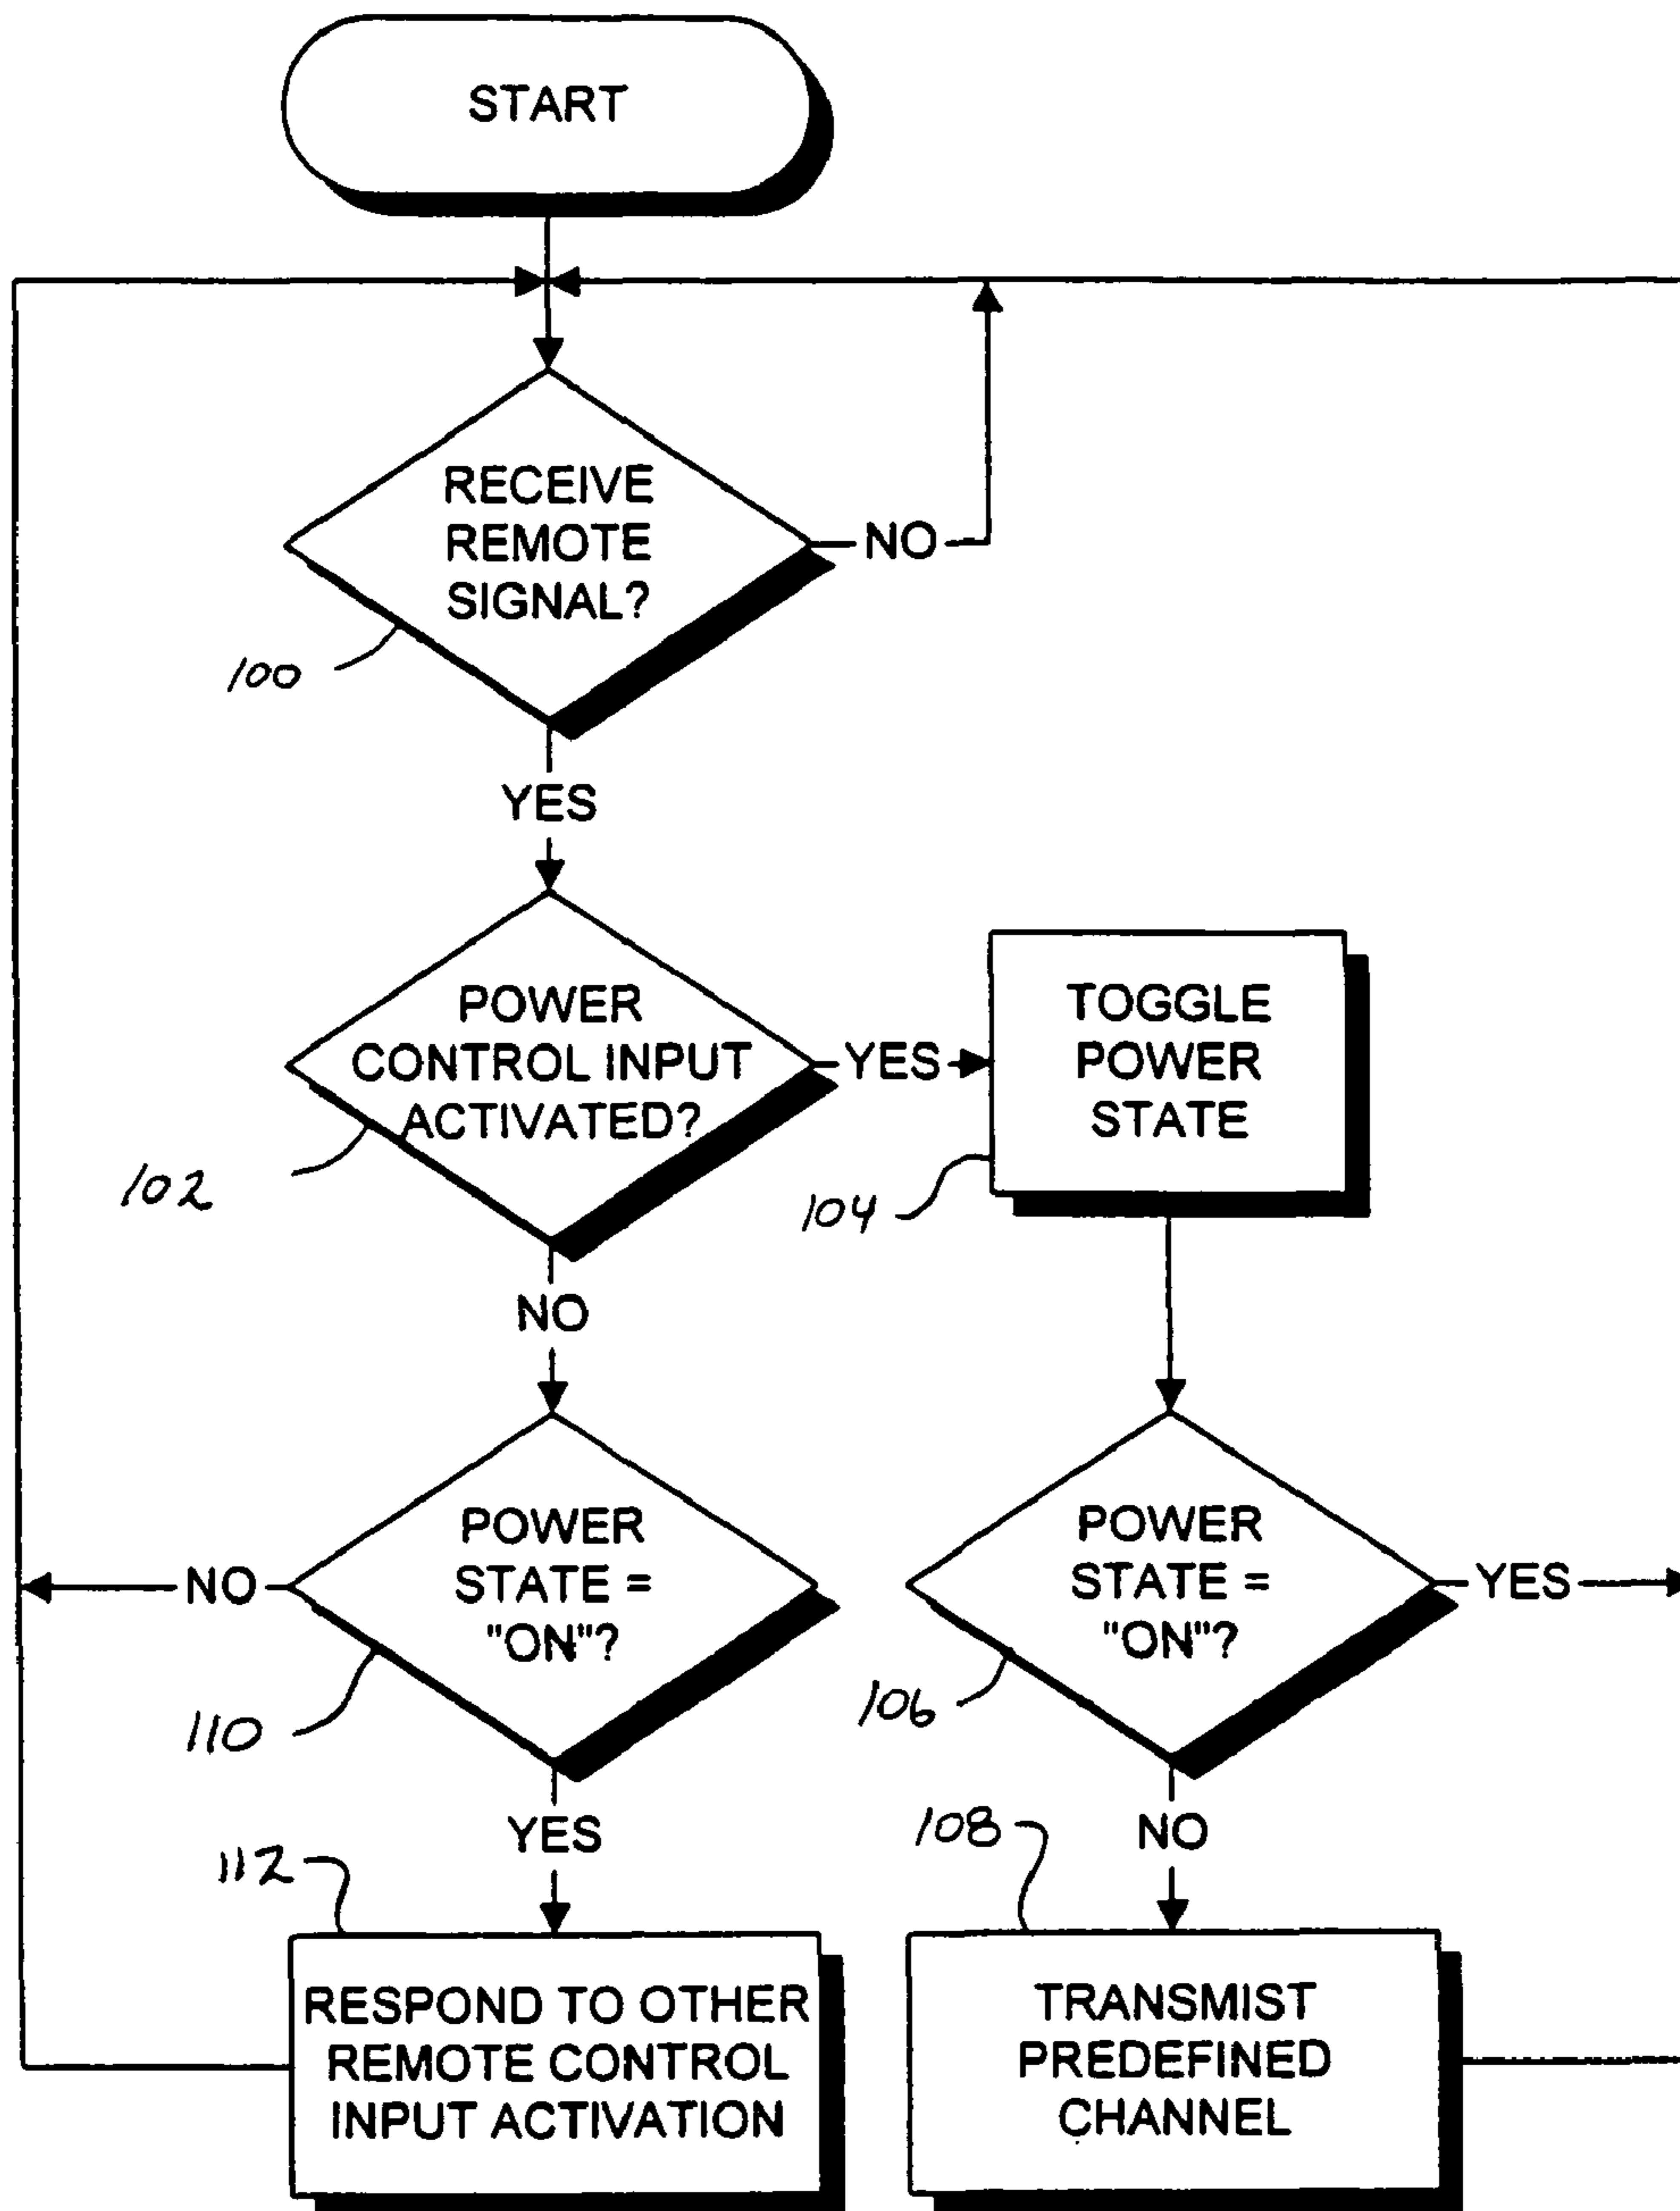 START
RECEIVE
REMOTE
SIGNAL?
NO
100
YES
POWER
CONTROL INPUT
ACTIVATED?
YES
102
TOGGLE
POWER
STATE
104
NO
POWER
STATE =
"ON"?
NO
110
POWER
STATE =
"ON"?
YES
106
YES
112
NO
108
RESPOND TO OTHER
REMOTE CONTROL
INPUT ACTIVATION
TRANSMIST
PREDEFINED
CHANNEL